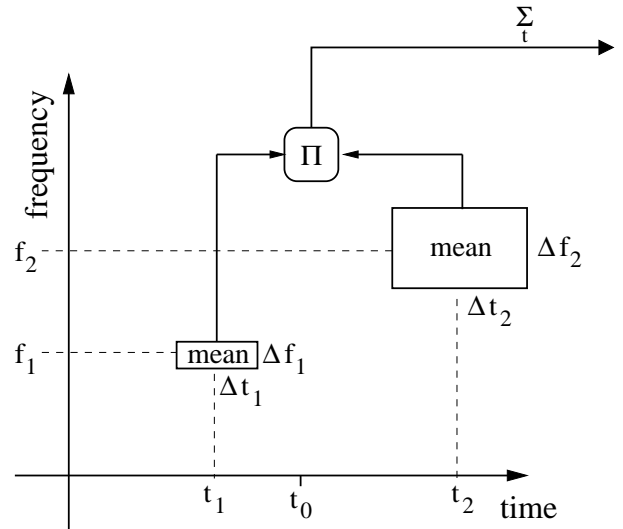 Σ
t
Π
frequency
mean
Δf₂
f₂
Δt₂
f₁
mean
Δf₁
Δt₁
t₁
t₀
t₂
time